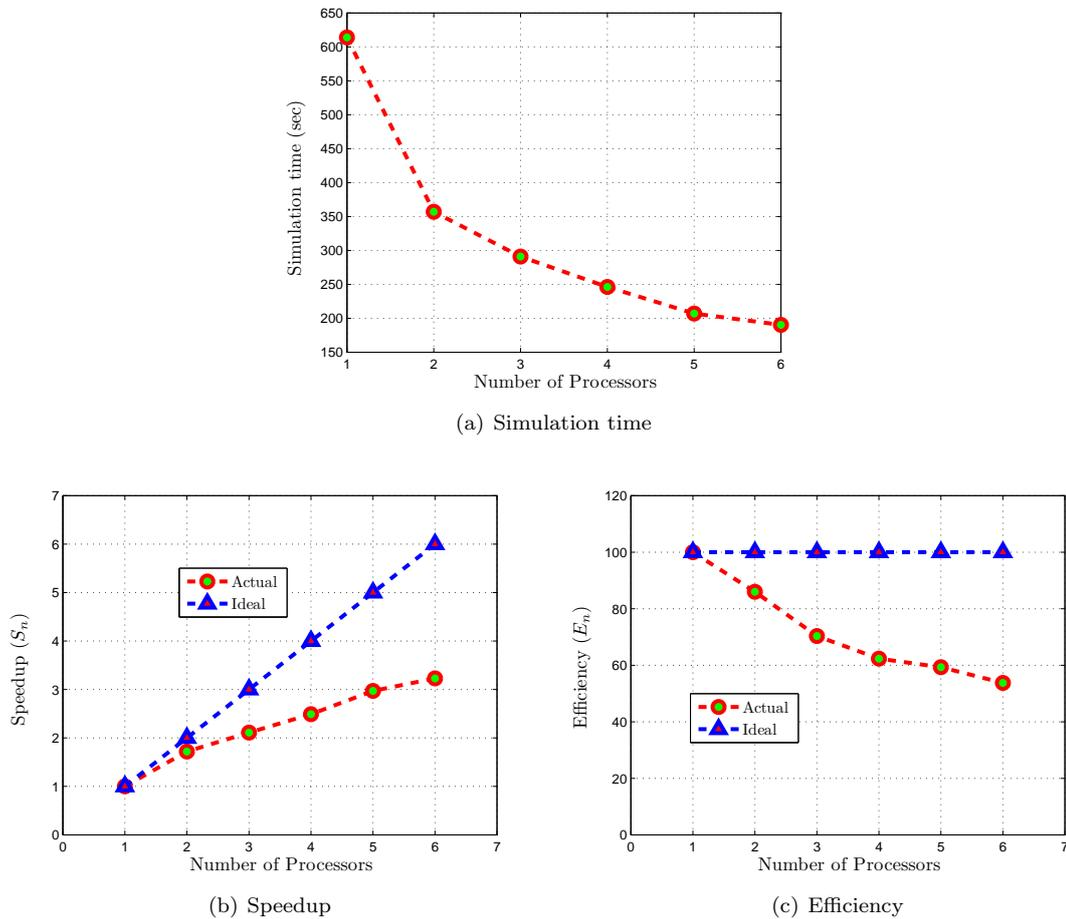 650
600
550
500
450
400
350
300
250
200
150
Simulation time (sec)
1 2 3 4 5 6
Number of Processors
(a) Simulation time
7
6
5
4
3
2
1
0
Speedup (Sn)
Actual
Ideal
0 1 2 3 4 5 6 7
Number of Processors
(b) Speedup
120
100
80
60
40
20
0
Efficiency (En)
Actual
Ideal
0 1 2 3 4 5 6 7
Number of Processors
(c) Efficiency